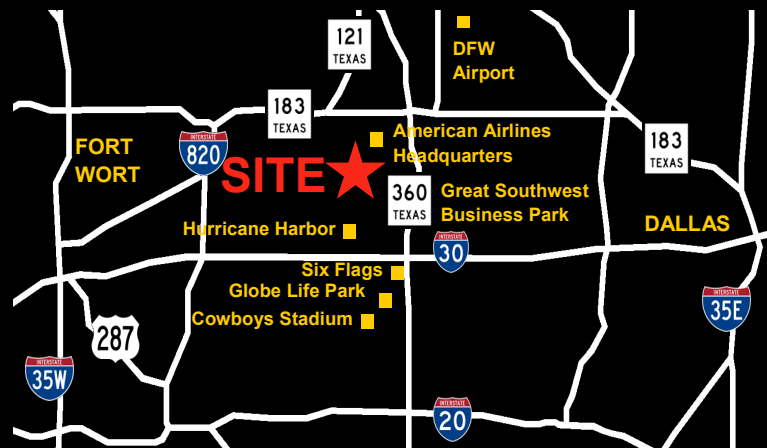 121
TEXAS
DFW
Airport
183
TEXAS
American Airlines
Headquarters
183
TEXAS
FORT
WORT
INTERSTATE
820
SITE
360
TEXAS
Great Southwest
Business Park
DALLAS
Hurricane Harbor
INTERSTATE
30
Six Flags
Globe Life Park
Cowboys Stadium
INTERSTATE
35E
287
INTERSTATE
35W
INTERSTATE
20